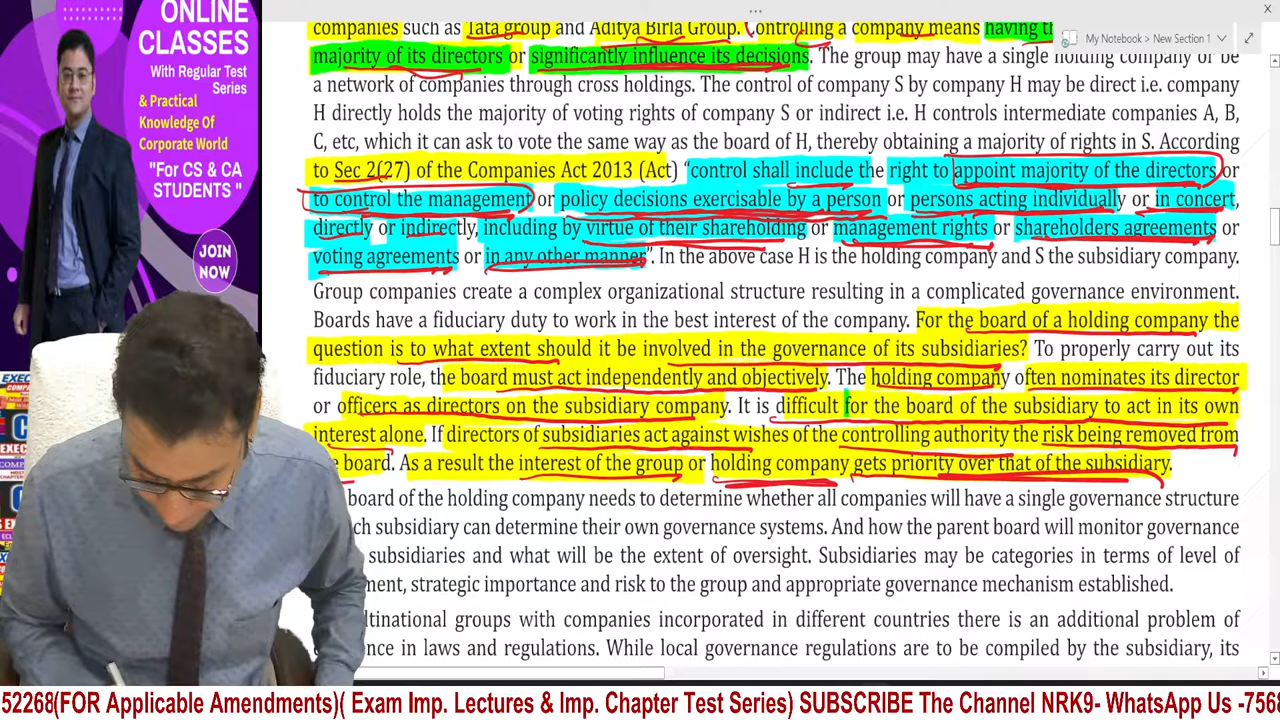 ONLINE
CLASSES
With Regular Test
Series
& Practical
Knowledge Of
Corporate World
"For CS & CA
STUDENTS "
JOIN
NOW
My Notebook > New Section 1
companies such as Tata group and Aditya Birla Group. Controlling a company means having
majority of its directors or significantly influence its decisions. The group may have a single holding company or be
a network of companies through cross holdings. The control of company S by company H may be direct i.e. company
H directly holds the majority of voting rights of company S or indirect i.e. H controls intermediate companies A, B,
C, etc, which it can ask to vote the same way as the board of H, thereby obtaining a majority of rights in S. According
to Sec 2(27) of the Companies Act 2013 (Act) "control shall include the right to appoint majority of the directors or
to control the management or policy decisions exercisable by a person or persons acting individually or in concert,
directly or indirectly, including by virtue of their shareholding or management rights or shareholders agreements or
voting agreements or in any other manner". In the above case H is the holding company and S the subsidiary company.
Group companies create a complex organizational structure resulting in a complicated governance environment.
Boards have a fiduciary duty to work in the best interest of the company. For the board of a holding company the
question is to what extent should it be involved in the governance of its subsidiaries? To properly carry out its
fiduciary role, the board must act independently and objectively. The holding company often nominates its director
or officers as directors on the subsidiary company. It is difficult for the board of the subsidiary to act in its own
interest alone. If directors of subsidiaries act against wishes of the controlling authority the risk being removed from
board. As a result the interest of the group or holding company gets priority over that of the subsidiary.
board of the holding company needs to determine whether all companies will have a single governance structure
subsidiary can determine their own governance systems. And how the parent board will monitor governance
subsidiaries and what will be the extent of oversight. Subsidiaries may be categories in terms of level of
strategic importance and risk to the group and appropriate governance mechanism established.
groups with companies incorporated in different countries there is an additional problem of
in laws and regulations. While local governance regulations are to be compiled by the subsidiary, its
52268(FOR Applicable Amendments)( Exam Imp. Lectures & Imp. Chapter Test Series) SUBSCRIBE The Channel NRK9- WhatsApp Us -756